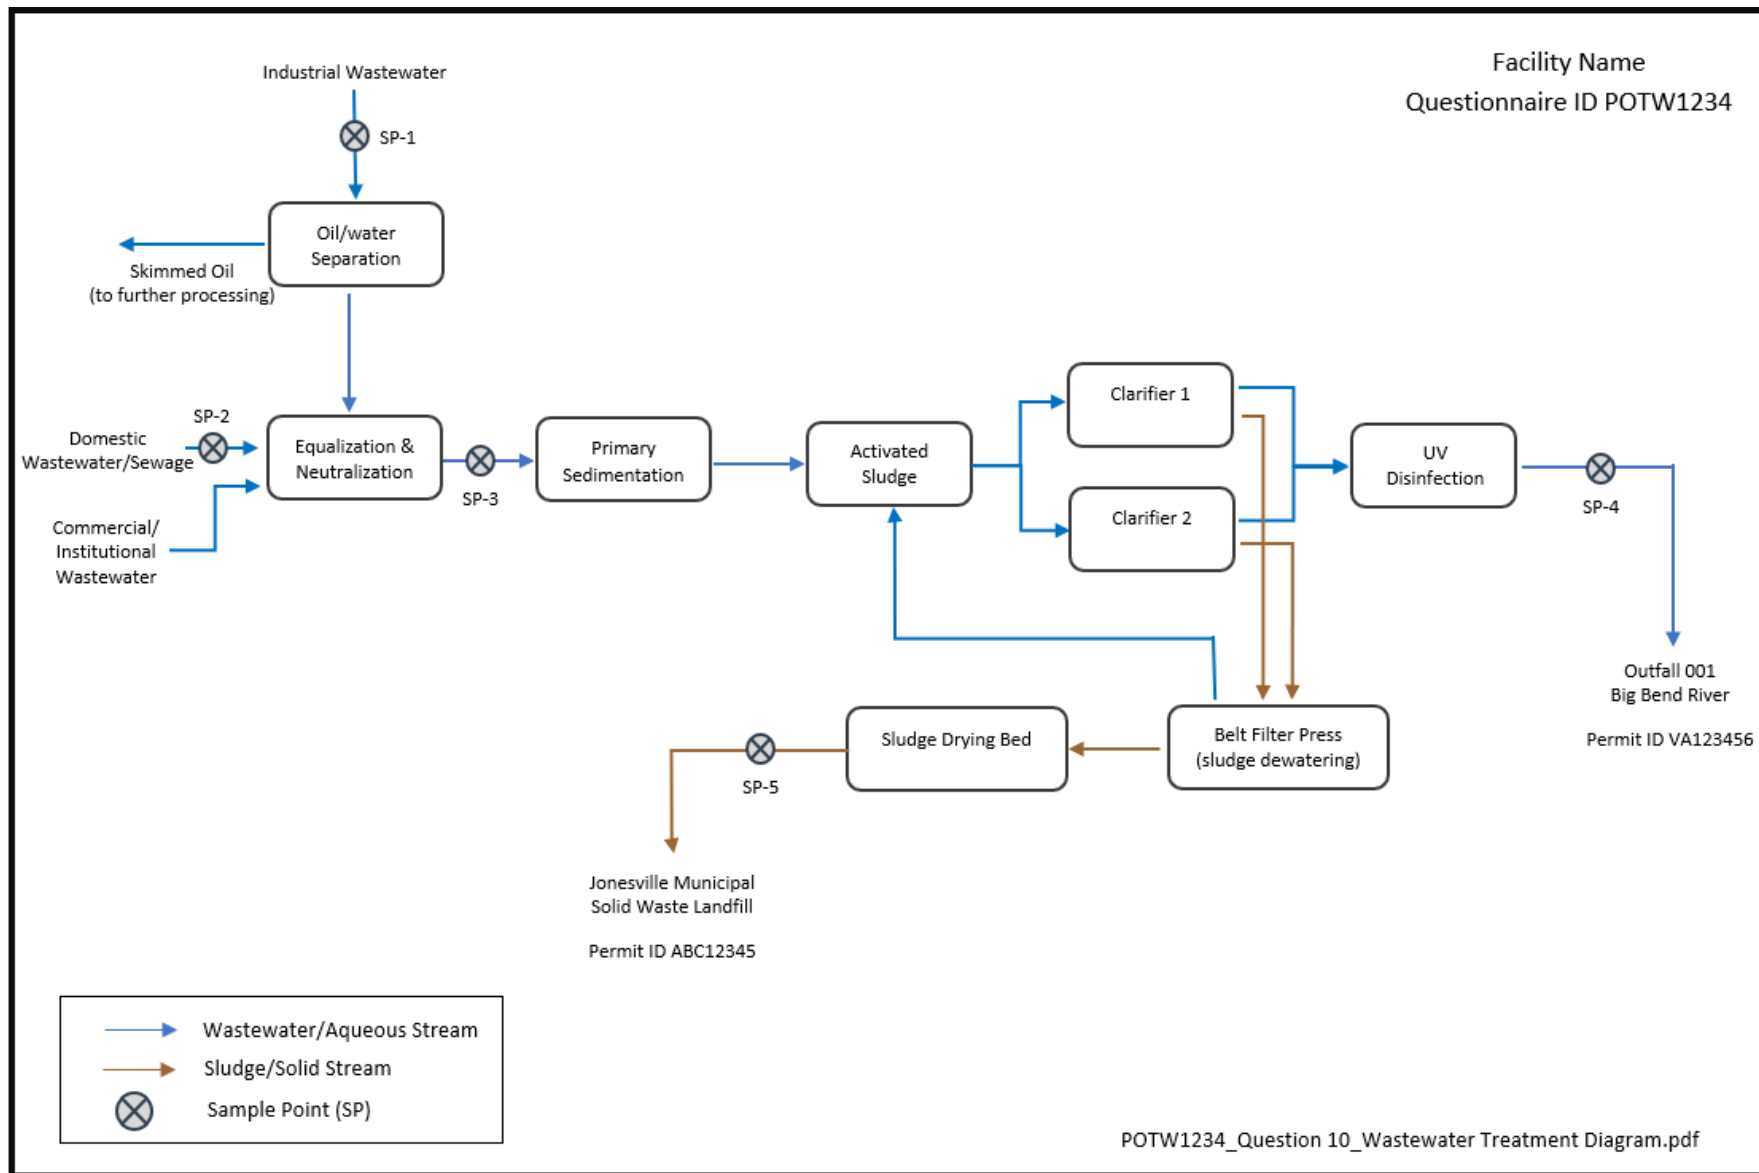 Facility Name
Questionnaire ID POTW1234
Industrial Wastewater
SP-1
Oil/water
Separation
Skimmed Oil
(to further processing)
SP-2
Domestic
Wastewater/Sewage
Equalization &
Neutralization
SP-3
Primary
Sedimentation
Activated
Sludge
Clarifier 1
Clarifier 2
UV
Disinfection
SP-4
Commercial/
Institutional
Wastewater
Outfall 001
Big Bend River
Permit ID VA123456
Belt Filter Press
(sludge dewatering)
Sludge Drying Bed
SP-5
Jonesville Municipal
Solid Waste Landfill
Permit ID ABC12345
Wastewater/Aqueous Stream
Sludge/Solid Stream
Sample Point (SP)
POTW1234_Question 10_Wastewater Treatment Diagram.pdf